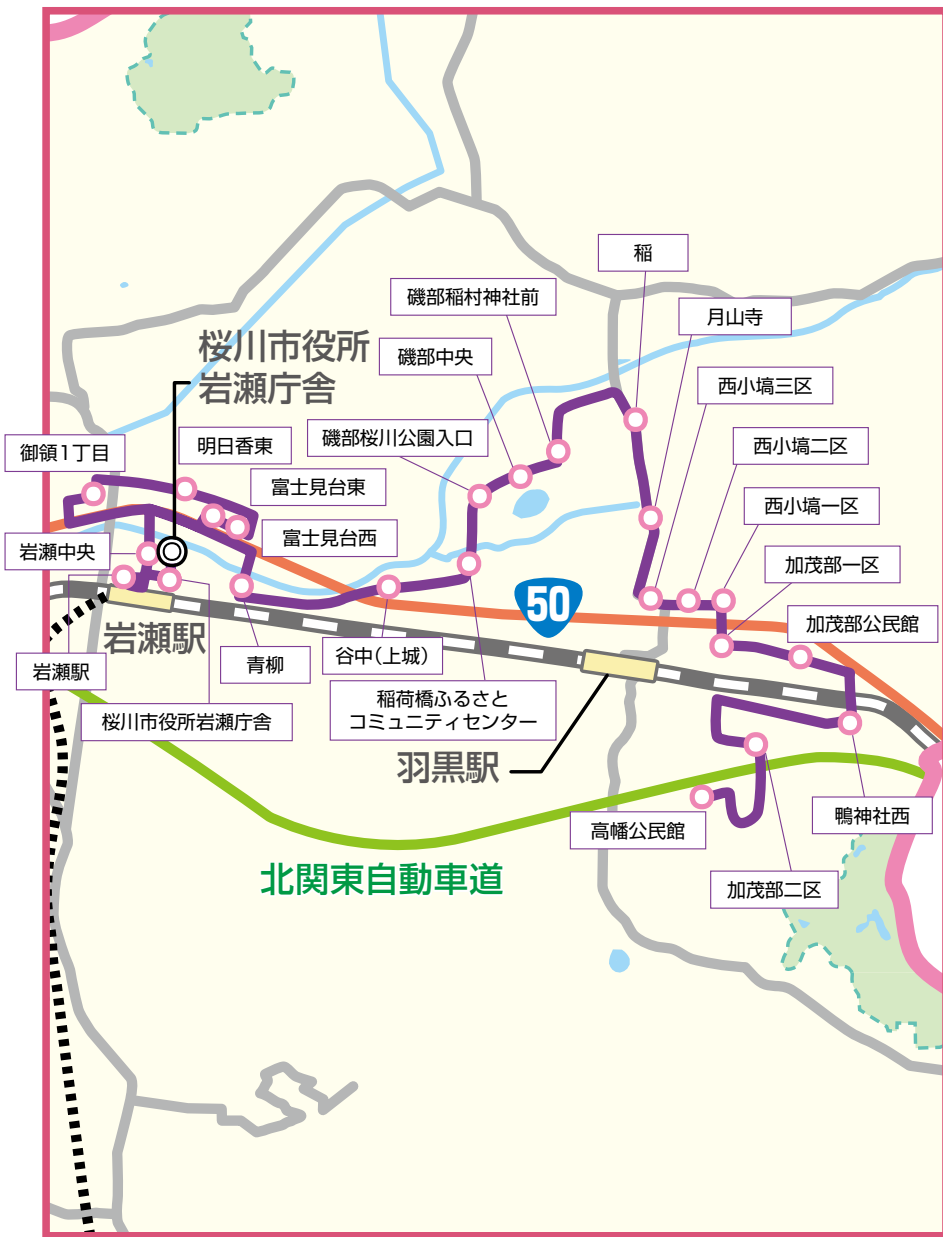 稲
磯部稲村神社前
月山寺
桜川市役所
岩瀬庁舎
磯部中央
西小塙三区
御領1丁目
明日香東
磯部桜川公園入口
西小塙二区
富士見台東
西小塙一区
富士見台西
岩瀬中央
加茂部一区
50
加茂部公民館
岩瀬駅
青柳
谷中(上城)
岩瀬駅
稲荷橋ふるさと
コミュニティセンター
桜川市役所岩瀬庁舎
羽黒駅
高幡公民館
鴨神社西
北関東自動車道
加茂部二区